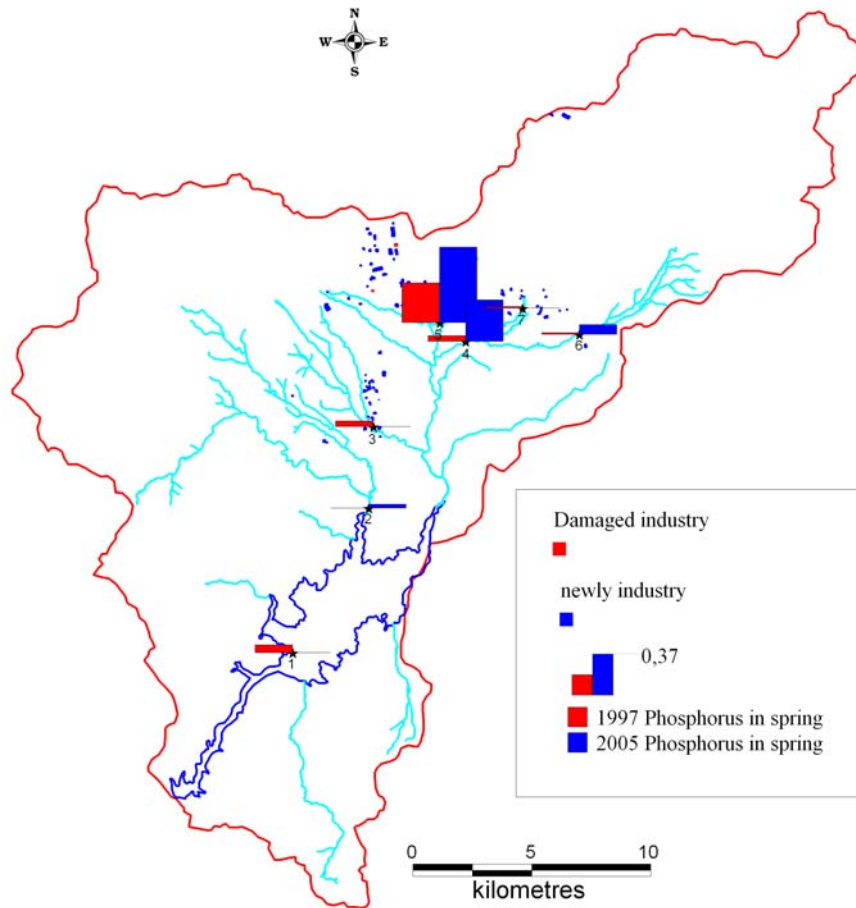 N
W E
S
7
5
4
6
3
2
1
Damaged industry
newly industry
0,37
1997 Phosphorus in spring
2005 Phosphorus in spring
0 5 10
kilometres